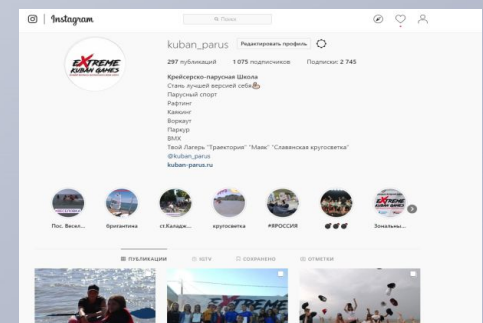 Instagram
Поиск
kuban_parus Редактировать профиль
297 публикаций 1 075 подписчиков Подписки: 2 745
Крейсерско-парусная Школа
Стань лучшей версией себя
Парусный спорт
Рафтинг
Каякинг
Воркаут
Паркур
BMX
Твой Лагерь "Траектория" "Маяк" "Славянская кругосветка"
@kuban_parus
kuban-parus.ru
EXTREME
KUBAN GAMES
Пос. Весел... бригантина ст.Каладж... кругосветка #ЯРОССИЯ Зональны...
ПУБЛИКАЦИИ IGTV СОХРАНЕНО ОТМЕТКИ
EXTREME